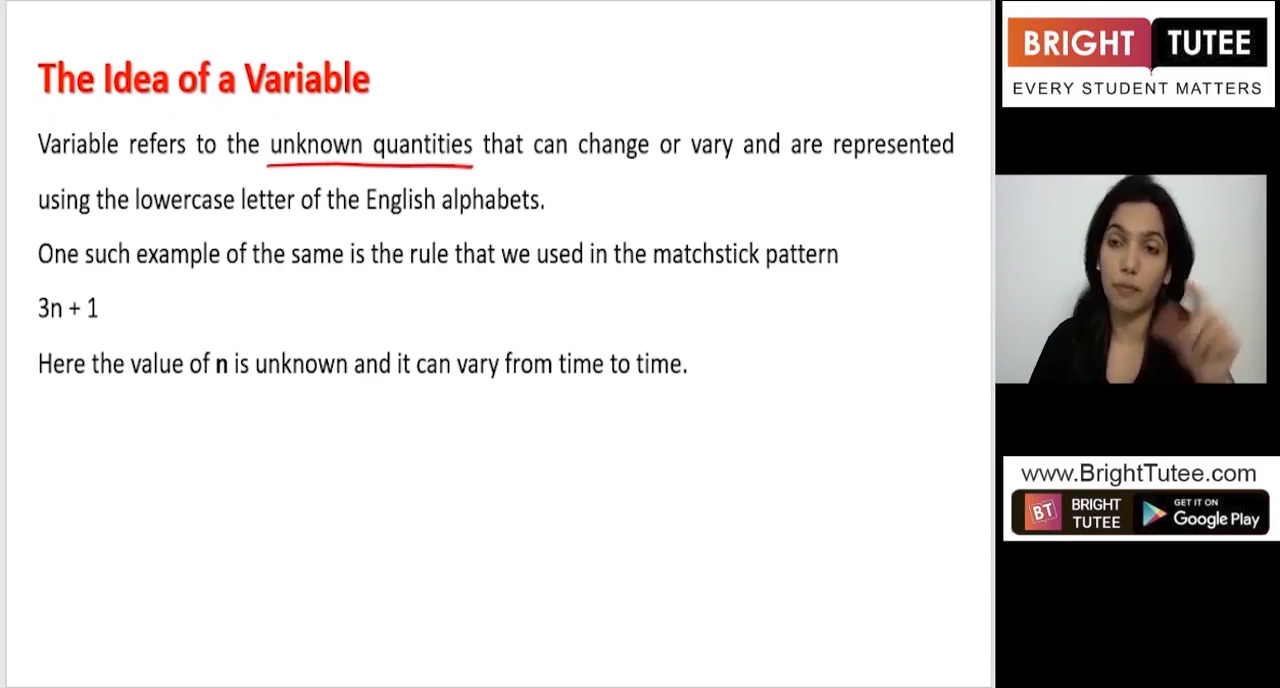 The Idea of a Variable
Variable refers to the unknown quantities that can change or vary and are represented
using the lowercase letter of the English alphabets.
One such example of the same is the rule that we used in the matchstick pattern
3n + 1
Here the value of n is unknown and it can vary from time to time.
BRIGHT TUTEE
EVERY STUDENT MATTERS
www.BrightTutee.com
BT BRIGHT TUTEE
GET IT ON
Google Play